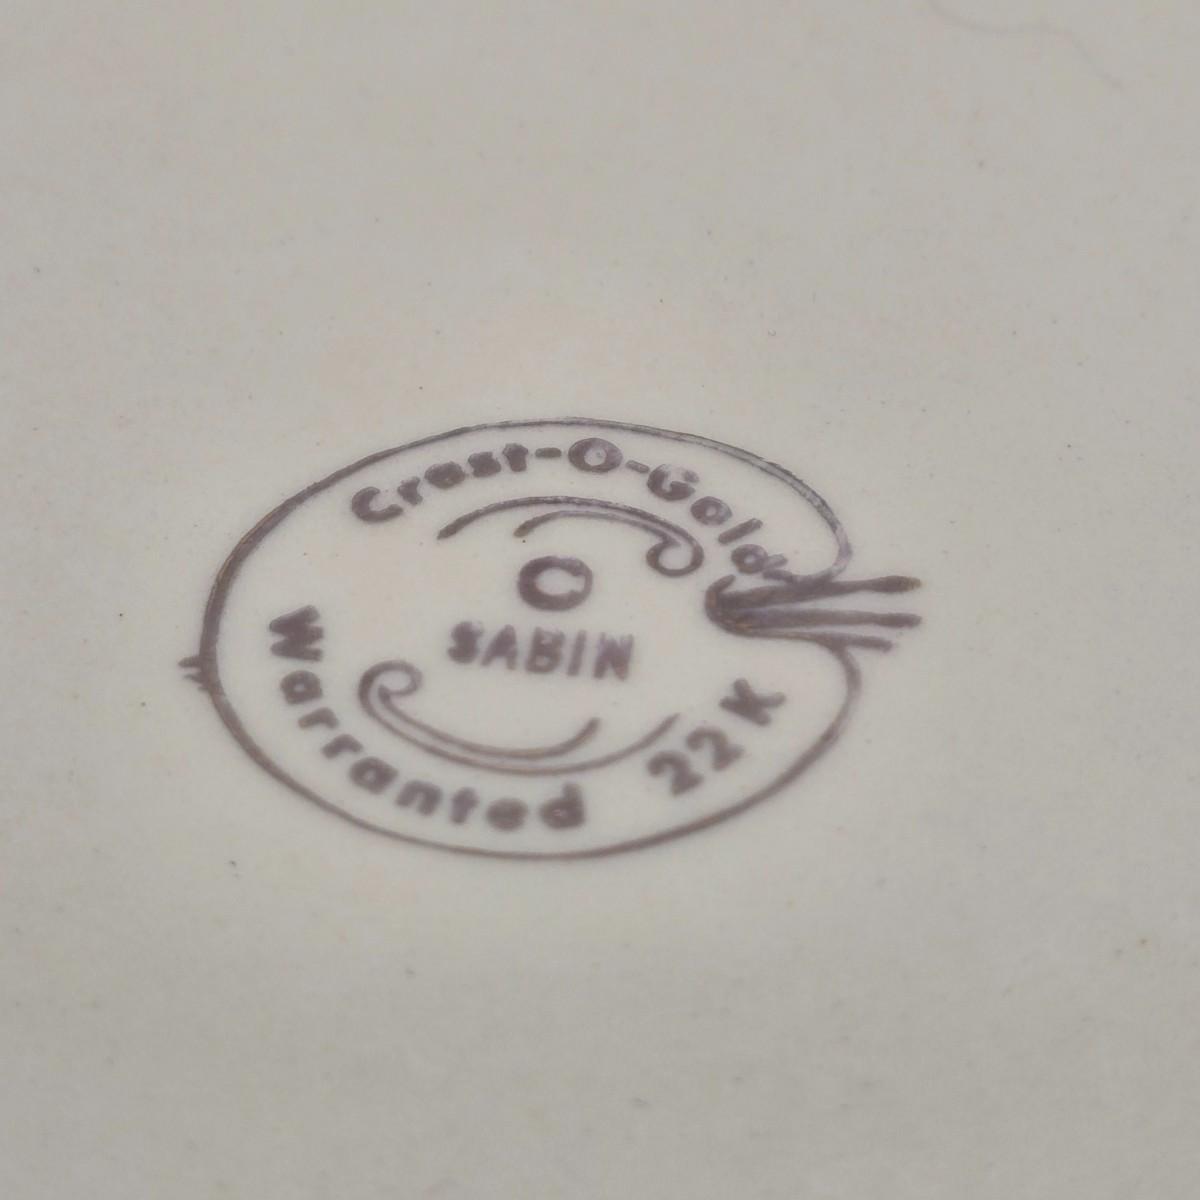 Crest-O-Gold
C
SABIN
Warranted 22K